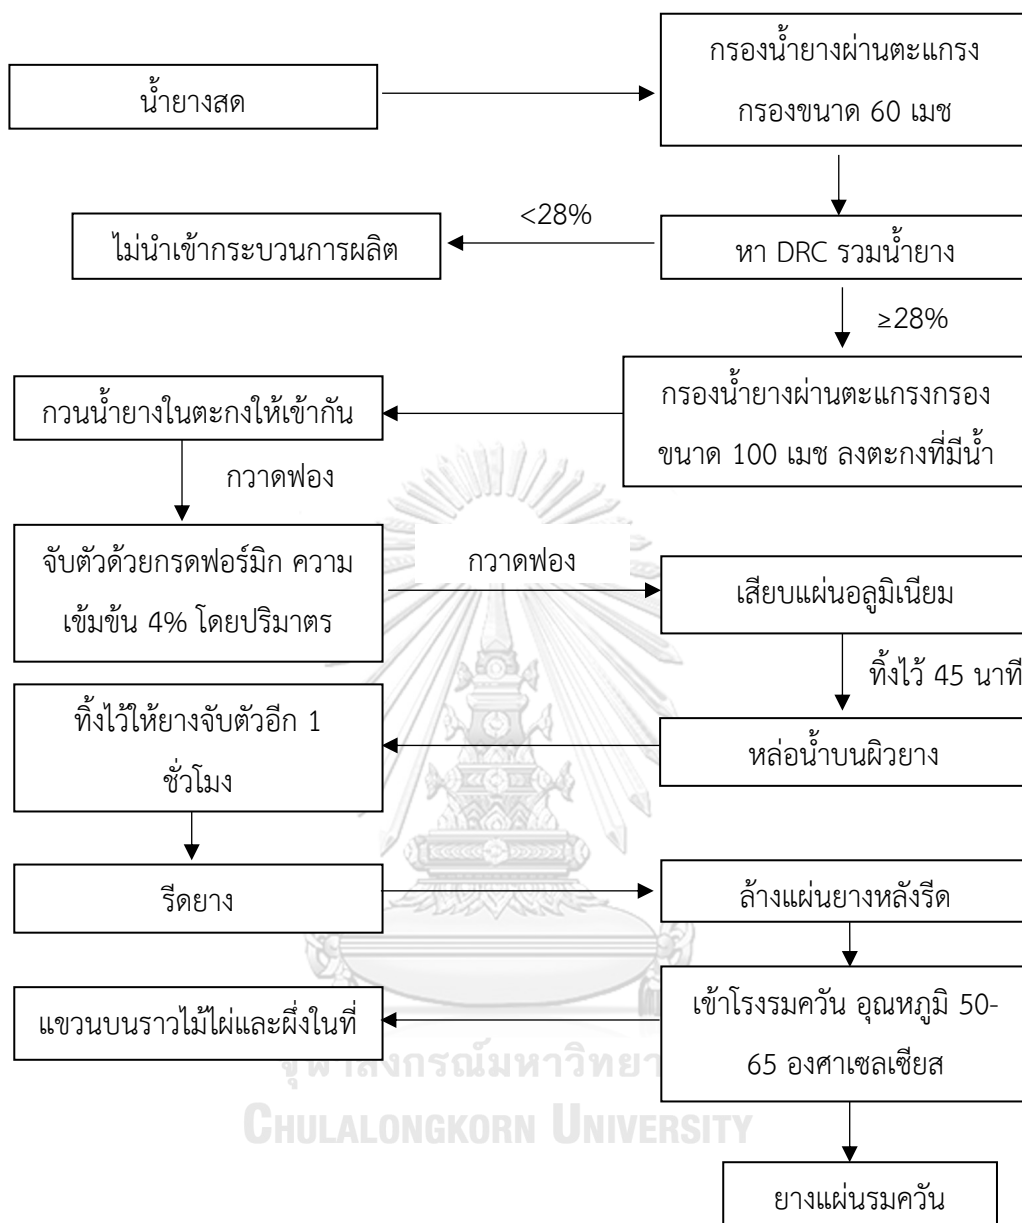 น้ำยางสด
กรองน้ำยางผ่านตะแกรง
กรองขนาด 60 เมช
<28%
ไม่นำเข้ากระบวนการผลิต
หา DRC รวมน้ำยาง
≥28%
กรองน้ำยางผ่านตะแกรงกรอง
ขนาด 100 เมช ลงตะกงที่มีน้ำ
กวนน้ำยางในตะกงให้เข้ากัน
กวาดฟอง
จับตัวด้วยกรดฟอร์มิก ความ
เข้มข้น 4% โดยปริมาตร
กวาดฟอง
เสียบแผ่นอลูมิเนียม
ทิ้งไว้ 45 นาที
หล่อน้ำบนผิวยาง
ทิ้งไว้ให้ยางจับตัวอีก 1
ชั่วโมง
รีดยาง
ล้างแผ่นยางหลังรีด
เข้าโรงรมควัน อุณหภูมิ 50-
65 องศาเซลเซียส
แขวนบนราวไม้ไผ่และผึ่งในที่
จุฬาลงกรณ์มหาวิทยา
CHULALONGKORN UNIVERSITY
ยางแผ่นรมควัน